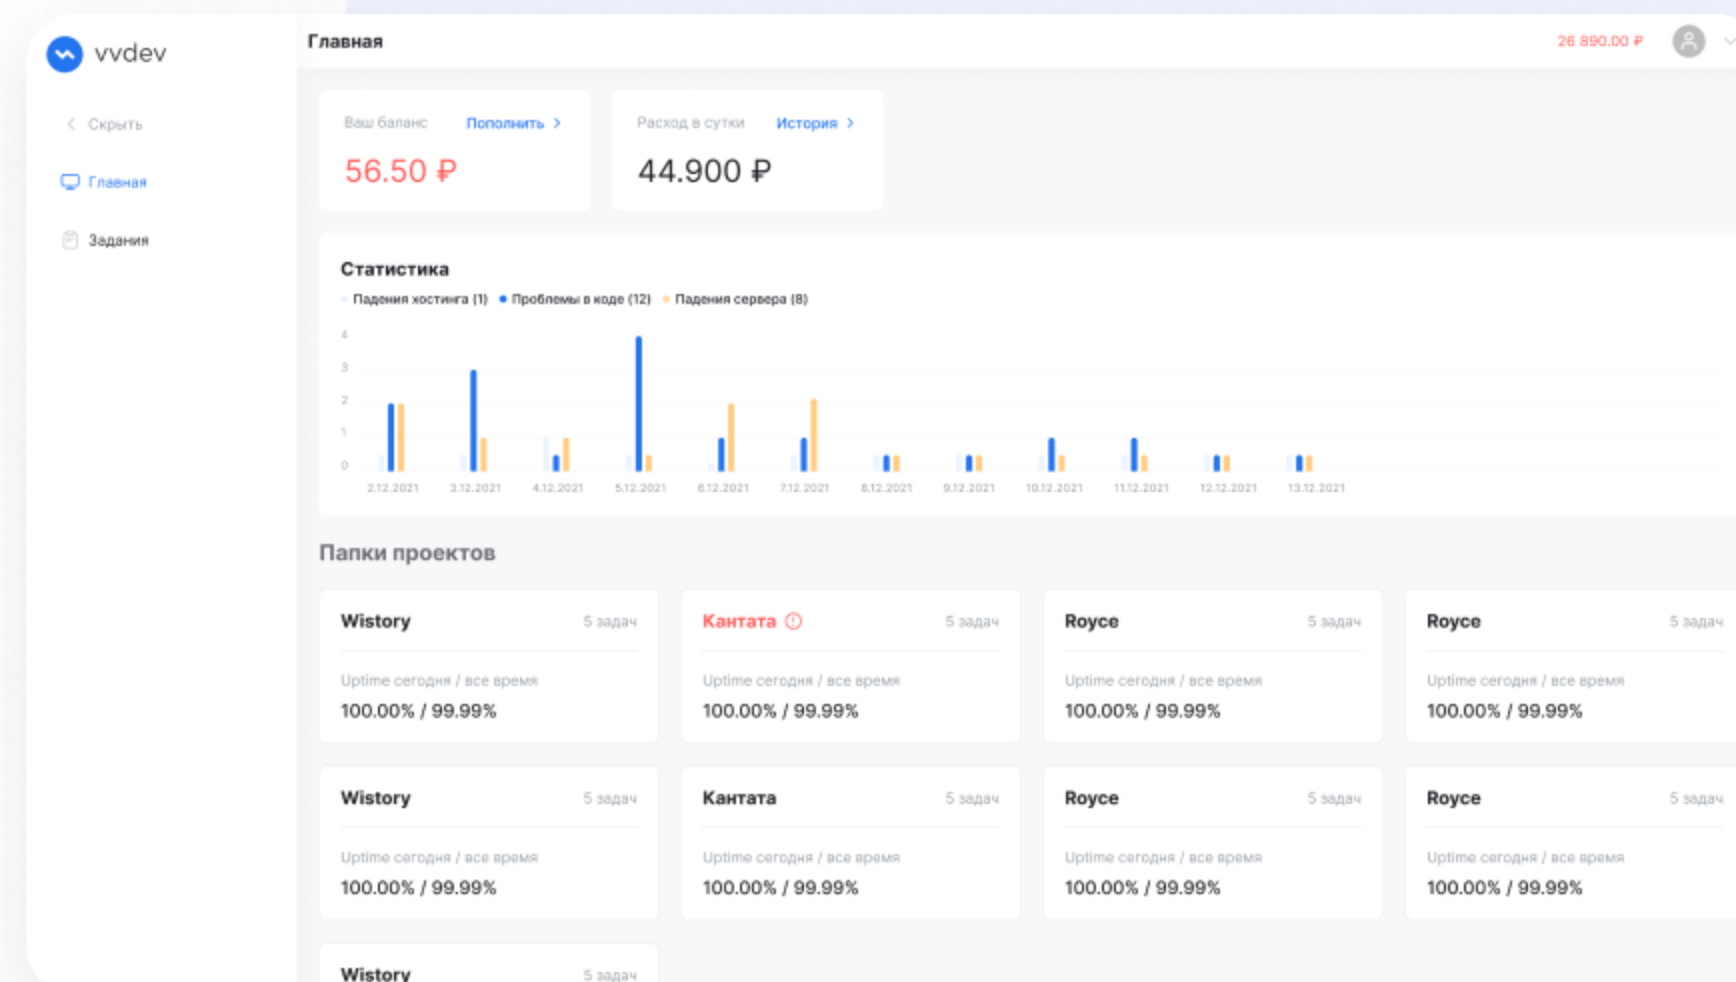 vvdev
Скрыть
Главная
Задания
Главная
26 890.00 ₽
Ваш баланс
Пополнить
56.50 ₽
Расход в сутки
История
44.900 ₽
Статистика
Падения хостинга (1)
Проблемы в коде (12)
Падения сервера (8)
4
3
2
1
0
2.12.2021
3.12.2021
4.12.2021
5.12.2021
6.12.2021
7.12.2021
8.12.2021
9.12.2021
10.12.2021
11.12.2021
12.12.2021
13.12.2021
Папки проектов
Wistory
5 задач
Uptime сегодня / все время
100.00% / 99.99%
Кантата
5 задач
Uptime сегодня / все время
100.00% / 99.99%
Royce
5 задач
Uptime сегодня / все время
100.00% / 99.99%
Royce
5 задач
Uptime сегодня / все время
100.00% / 99.99%
Wistory
5 задач
Uptime сегодня / все время
100.00% / 99.99%
Кантата
5 задач
Uptime сегодня / все время
100.00% / 99.99%
Royce
5 задач
Uptime сегодня / все время
100.00% / 99.99%
Royce
5 задач
Uptime сегодня / все время
100.00% / 99.99%
Wistory
5 задач